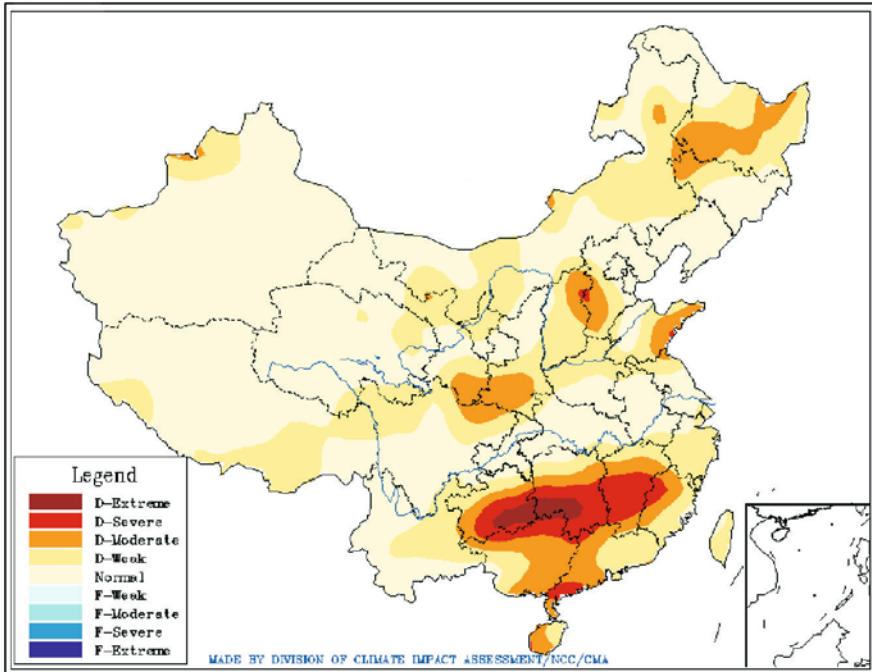 Legend
D-Extreme
D-Severe
D-Moderate
D-Weak
Normal
F-Weak
F-Moderate
F-Severe
F-Extreme
MADE BY DIVISION OF CLIMATE IMPACT ASSESSMENT/NCC/CMA